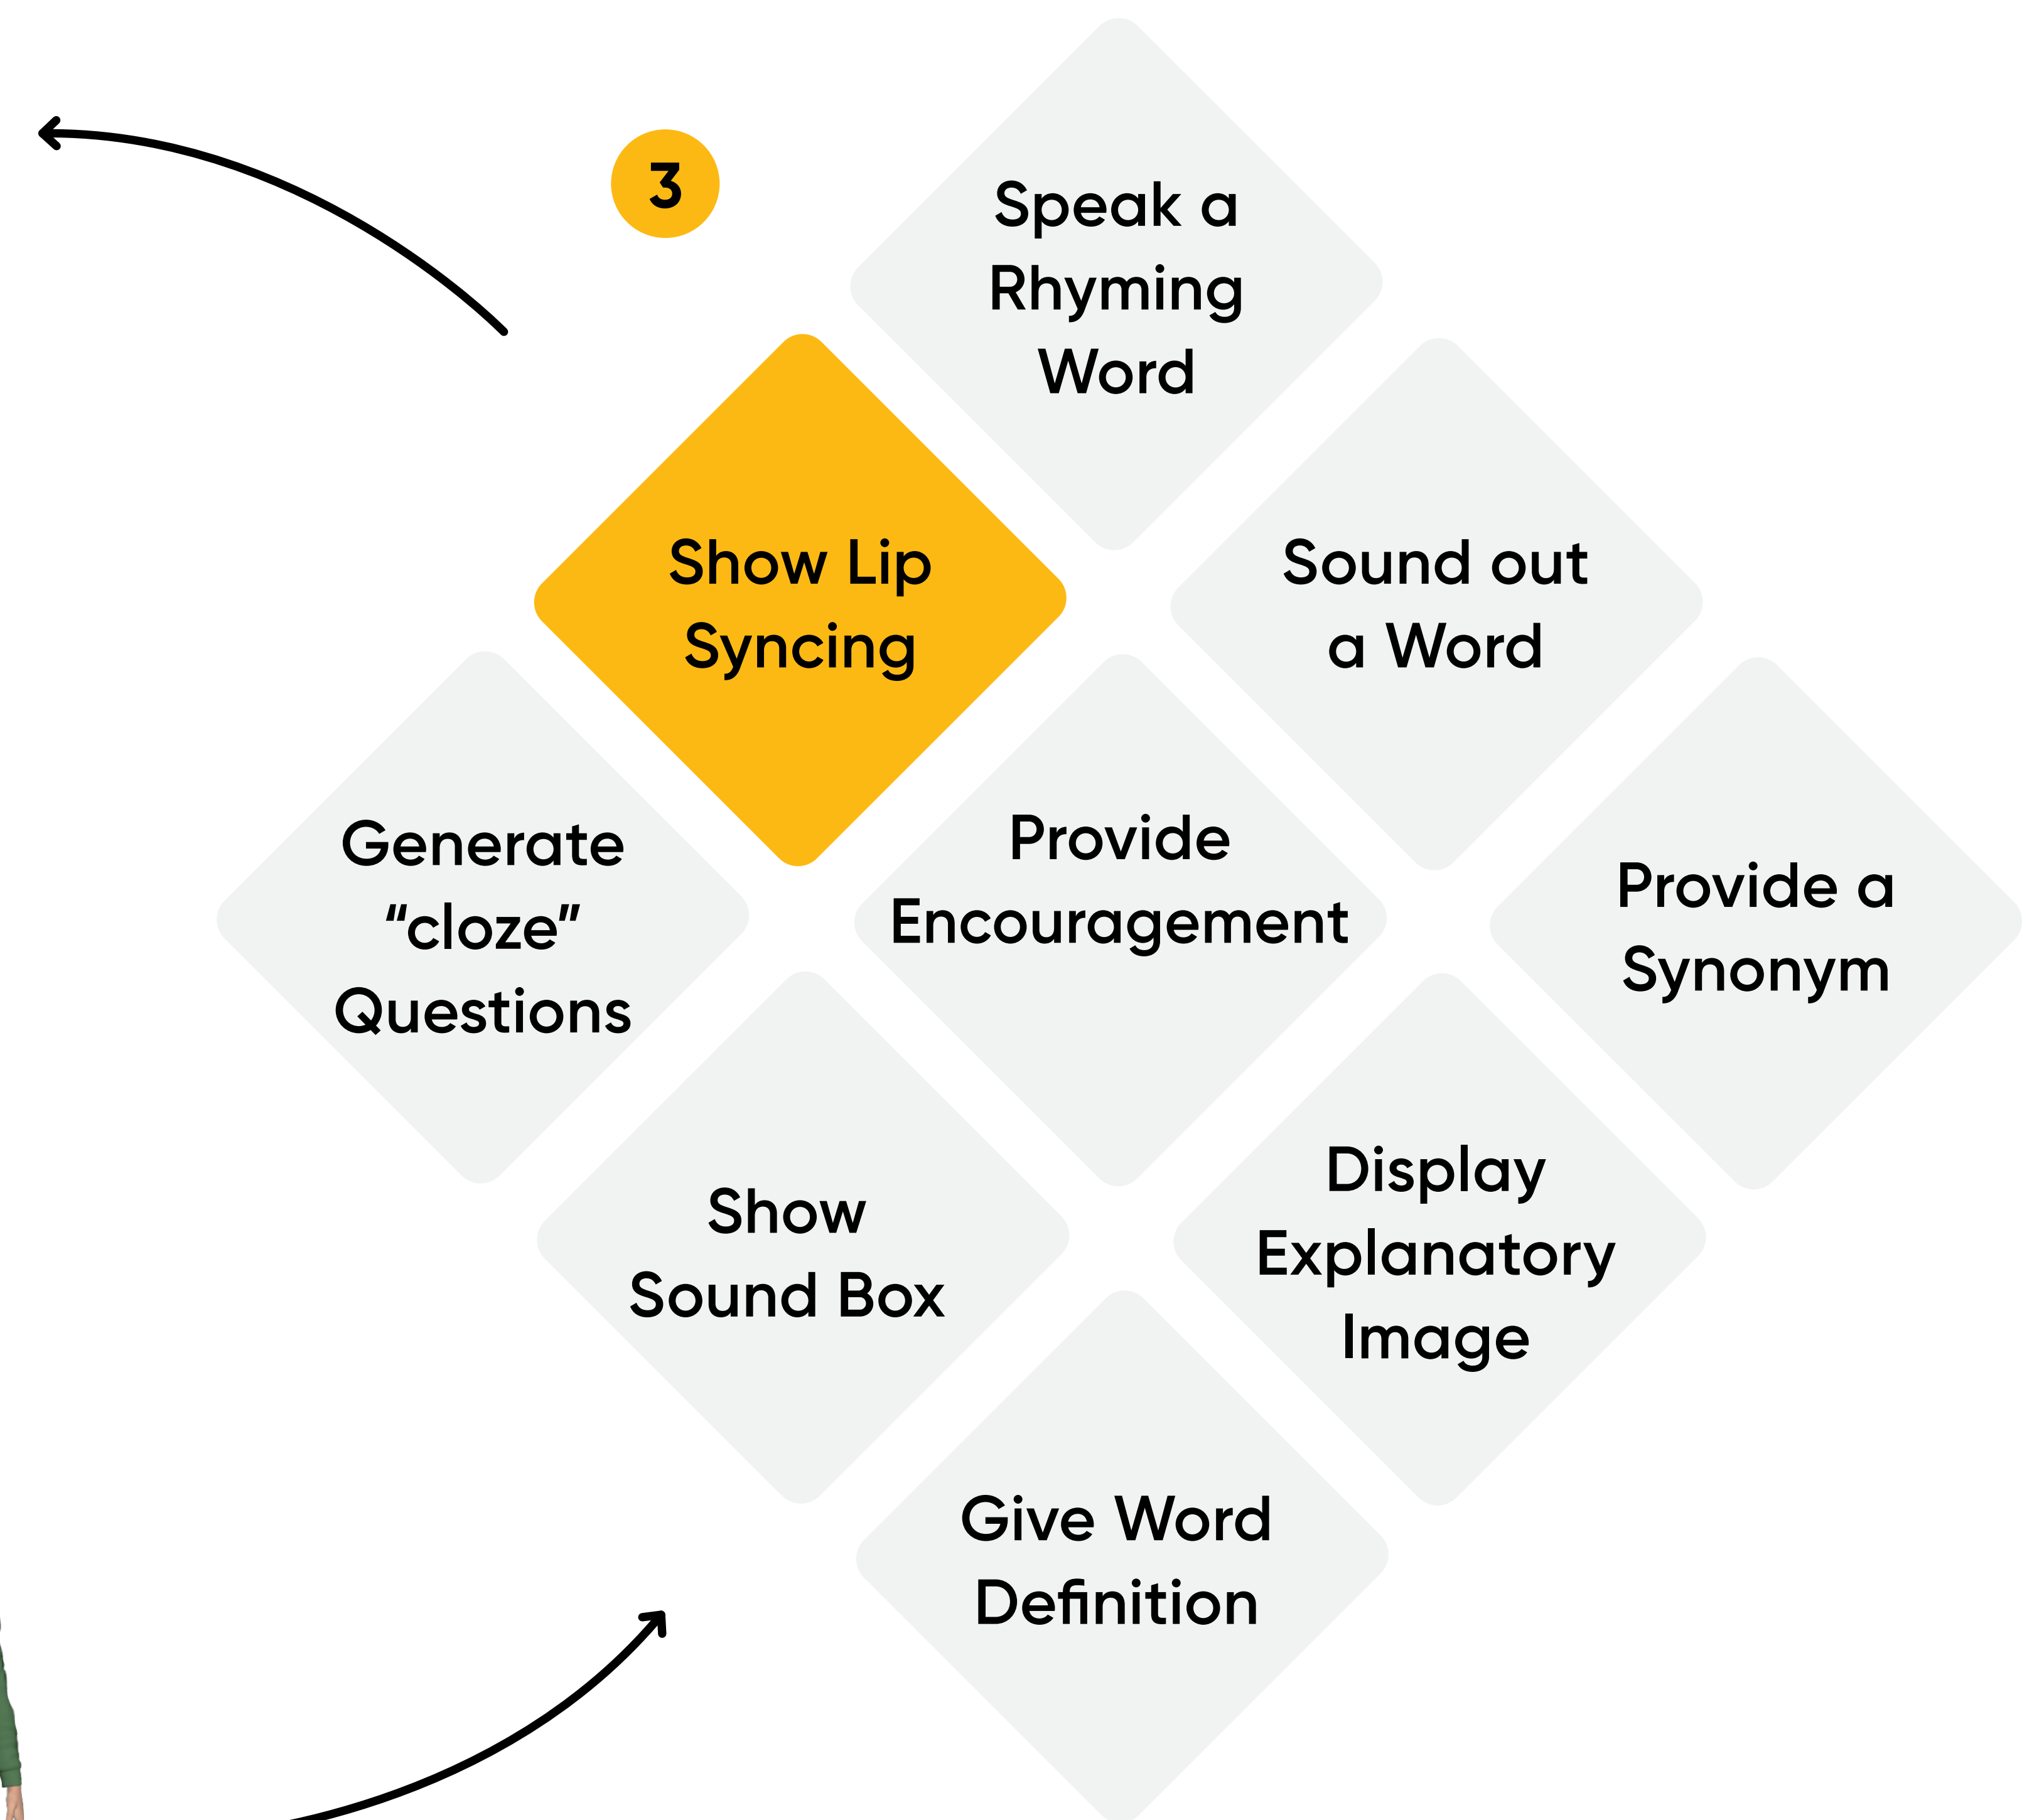 3
Speak a
Rhyming
Word
Show Lip
Syncing
Sound out
a Word
Generate
“cloze”
Questions
Provide
Encouragement
Provide a
Synonym
Show
Sound Box
Display
Explanatory
Image
Give Word
Definition